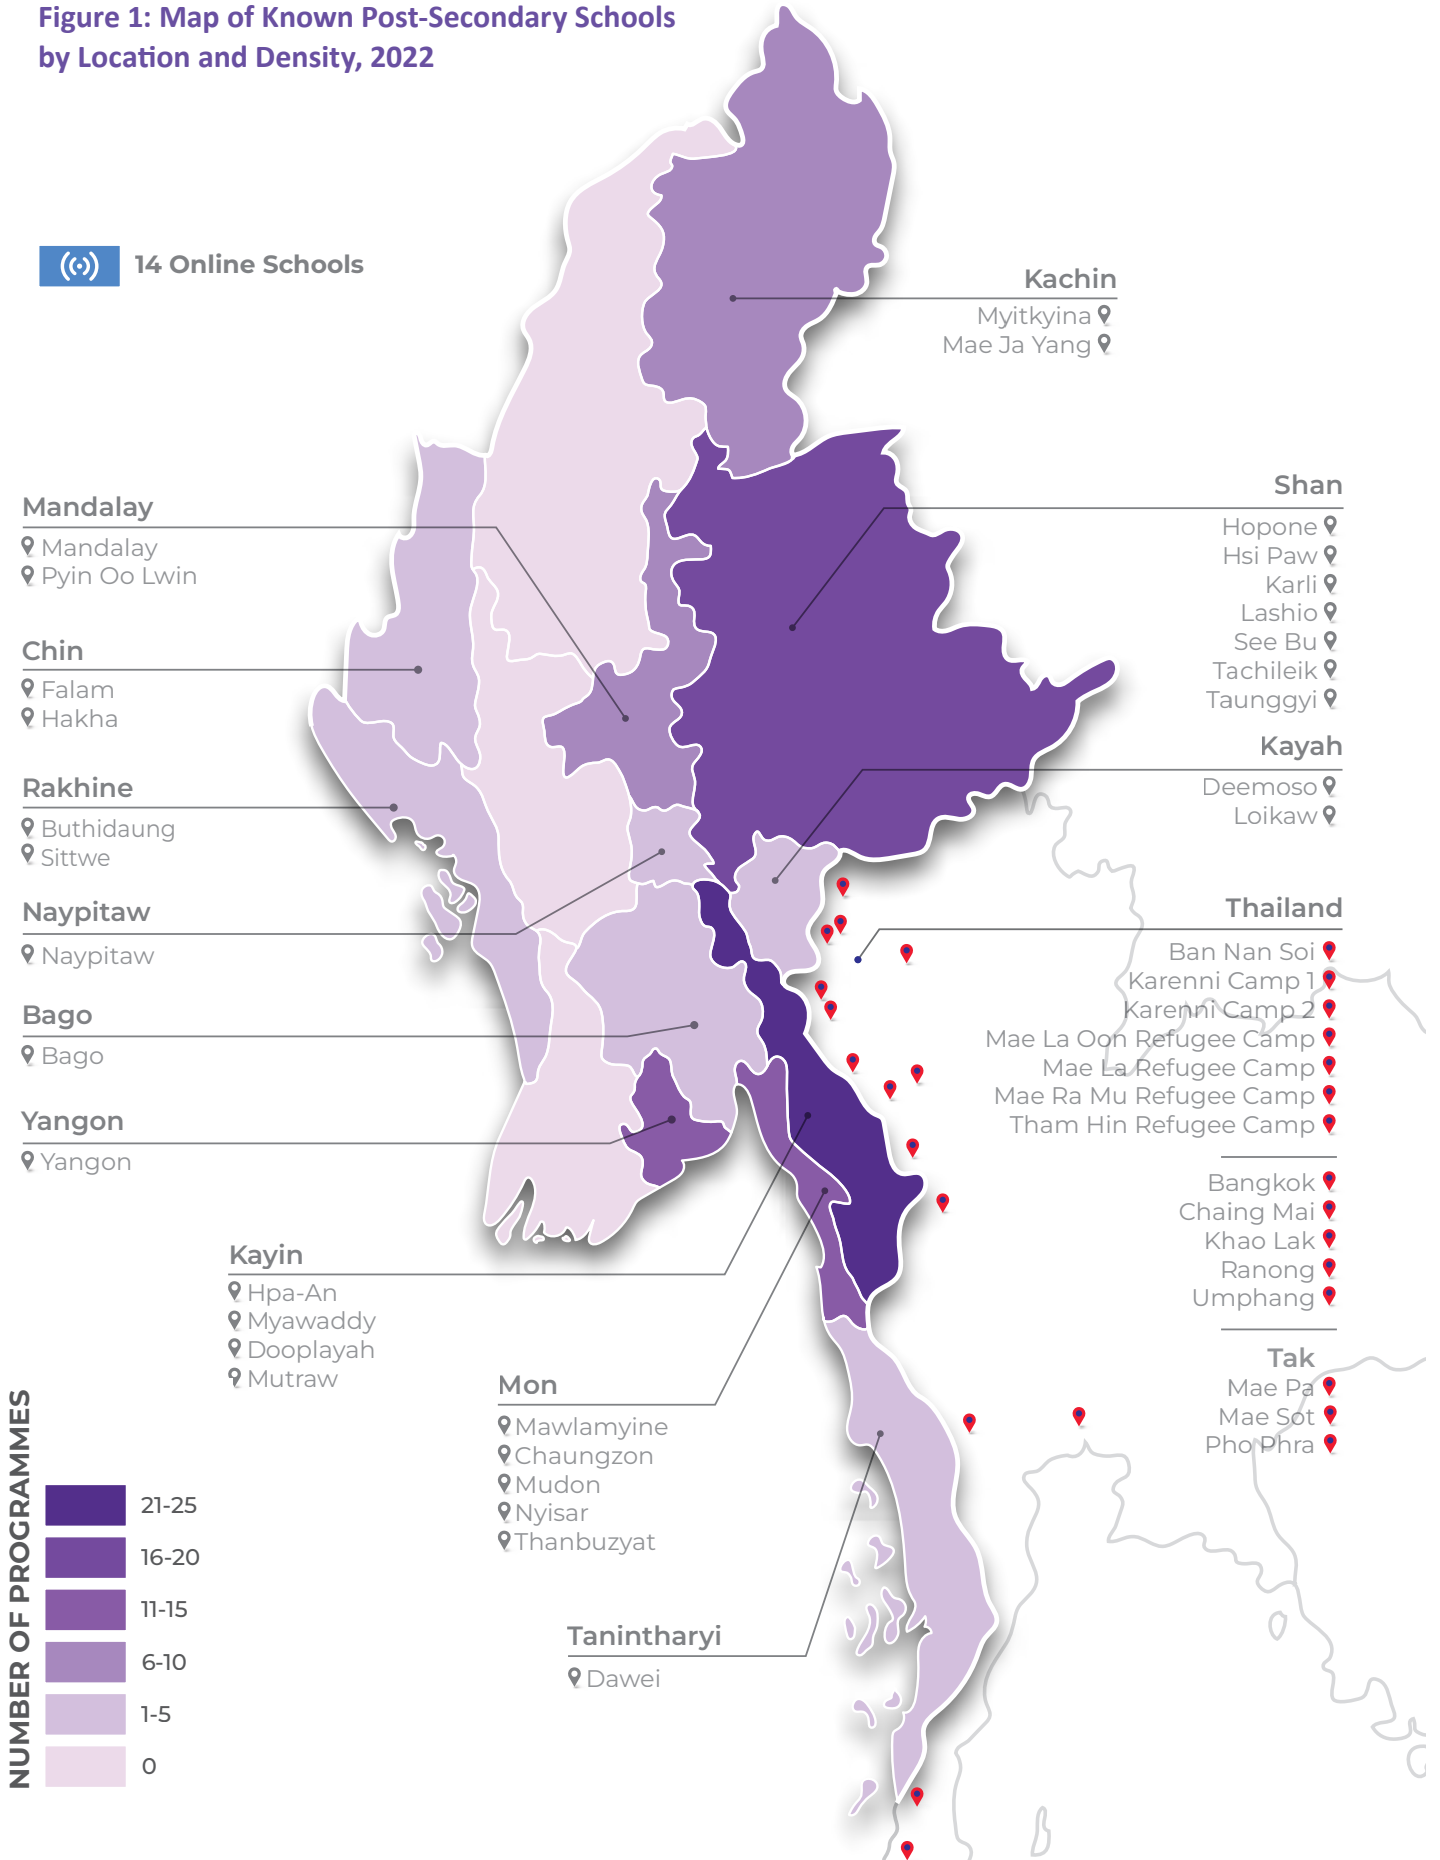 Figure 1: Map of Known Post-Secondary Schools
by Location and Density, 2022
14 Online Schools
Kachin
Myitkyina
Mae Ja Yang
Mandalay
Mandalay
Pyin Oo Lwin
Chin
Falam
Hakha
Rakhine
Buthidaung
Sittwe
Naypitaw
Naypitaw
Bago
Bago
Yangon
Yangon
Shan
Hopone
Hsi Paw
Karli
Lashio
See Bu
Tachileik
Taunggyi
Kayah
Deemoso
Loikaw
Thailand
Ban Nan Soi
Karenni Camp 1
Karenni Camp 2
Mae La Oon Refugee Camp
Mae La Refugee Camp
Mae Ra Mu Refugee Camp
Tham Hin Refugee Camp
Bangkok
Chaing Mai
Khao Lak
Ranong
Umphang
Tak
Mae Pa
Mae Sot
Pho Phra
Kayin
Hpa-An
Myawaddy
Dooplayah
Mutraw
Mon
Mawlamyine
Chaungzon
Mudon
Nyisar
Thanbuzyat
Tanintharyi
Dawei
NUMBER OF PROGRAMMES
21-25
16-20
11-15
6-10
1-5
0